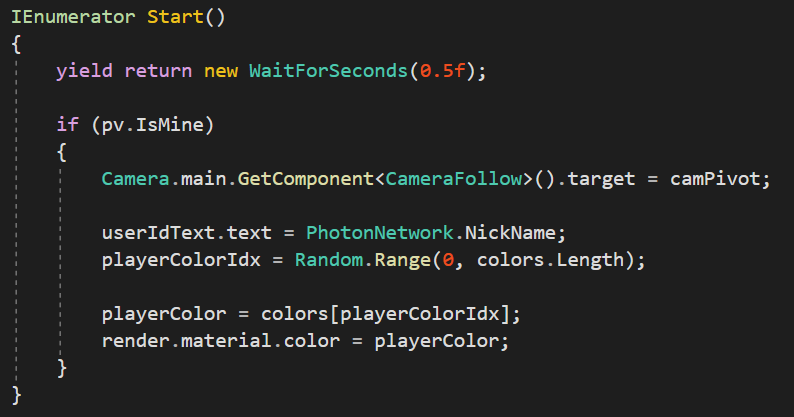 IEnumerator Start()
{
yield return new WaitForSeconds(0.5f);
if (pv.IsMine)
{
Camera.main.GetComponent<CameraFollow>().target = camPivot;
userIdText.text = PhotonNetwork.NickName;
playerColorIdx = Random.Range(0, colors.Length);
playerColor = colors[playerColorIdx];
render.material.color = playerColor;
}
}